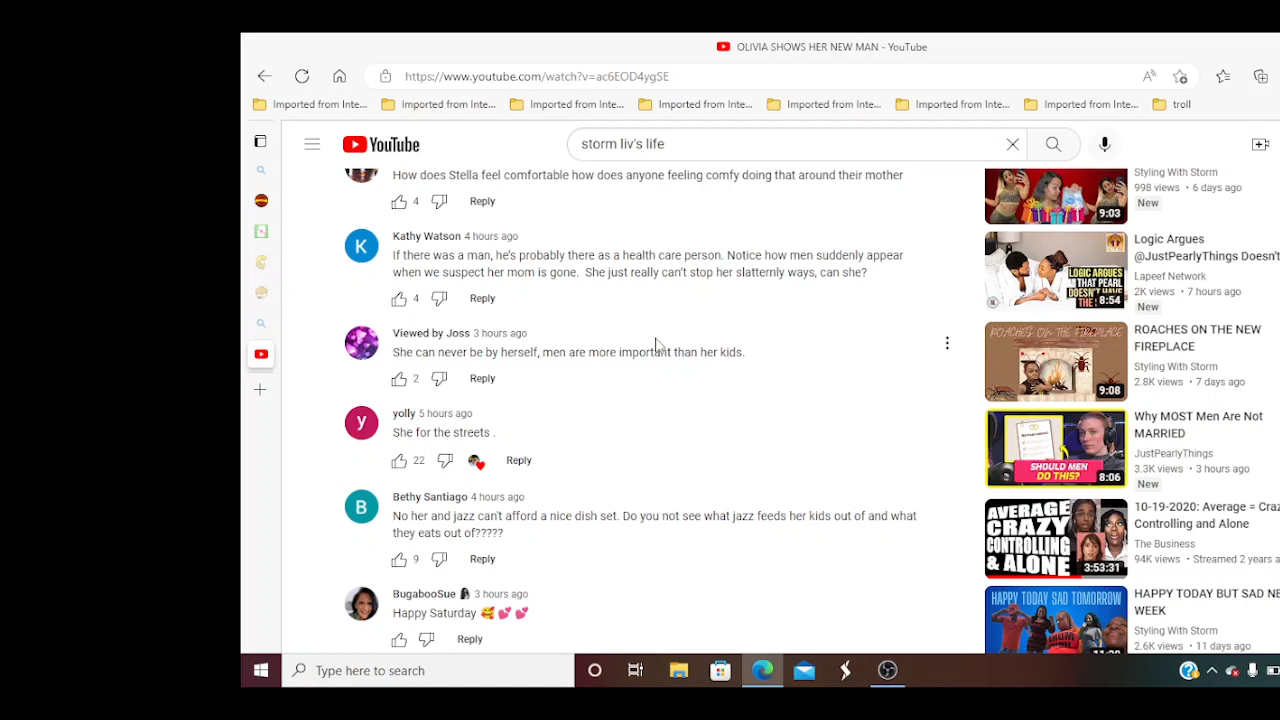 OLIVIA SHOWS HER NEW MAN - YouTube
https://www.youtube.com/watch?v=ac6EOD4ygSE
Imported from Inte...
Imported from Inte...
Imported from Inte...
Imported from Inte...
Imported from Inte...
Imported from Inte...
Imported from Inte...
troll
YouTube
storm liv's life
How does Stella feel comfortable how does anyone feeling comfy doing that around their mother
4
Reply
K
Kathy Watson 4 hours ago
If there was a man, he's probably there as a health care person. Notice how men suddenly appear
when we suspect her mom is gone. She just really can't stop her slatternly ways, can she?
4
Reply
Viewed by Joss 3 hours ago
She can never be by herself, men are more important than her kids.
2
Reply
y
yolly 5 hours ago
She for the streets .
22
Reply
B
Bethy Santiago 4 hours ago
No her and jazz can't afford a nice dish set. Do you not see what jazz feeds her kids out of and what
they eats out of?????
9
Reply
BugabooSue 3 hours ago
Happy Saturday
Reply
9:03
Styling With Storm
998 views • 6 days ago
New
LOGIC ARGUES
THAT PEARL
DOESN'T HAVE
THE
8:54
Logic Argues
@JustPearlyThings Doesn't
Lapeef Network
2K views • 7 hours ago
New
ROACHES ON THE FIREPLACE
9:08
ROACHES ON THE NEW
FIREPLACE
Styling With Storm
2.8K views • 7 days ago
SHOULD MEN
DO THIS?
8:06
Why MOST Men Are Not
MARRIED
JustPearlyThings
3.3K views • 3 hours ago
New
AVERAGE
CRAZY
CONTROLLING
& ALONE
3:53:31
10-19-2020: Average = Craz
Controlling and Alone
The Business
94K views • Streamed 2 years a
HAPPY TODAY SAD TOMORROW
HAPPY TODAY BUT SAD NE
WEEK
Styling With Storm
2.6K views • 11 days ago
Type here to search